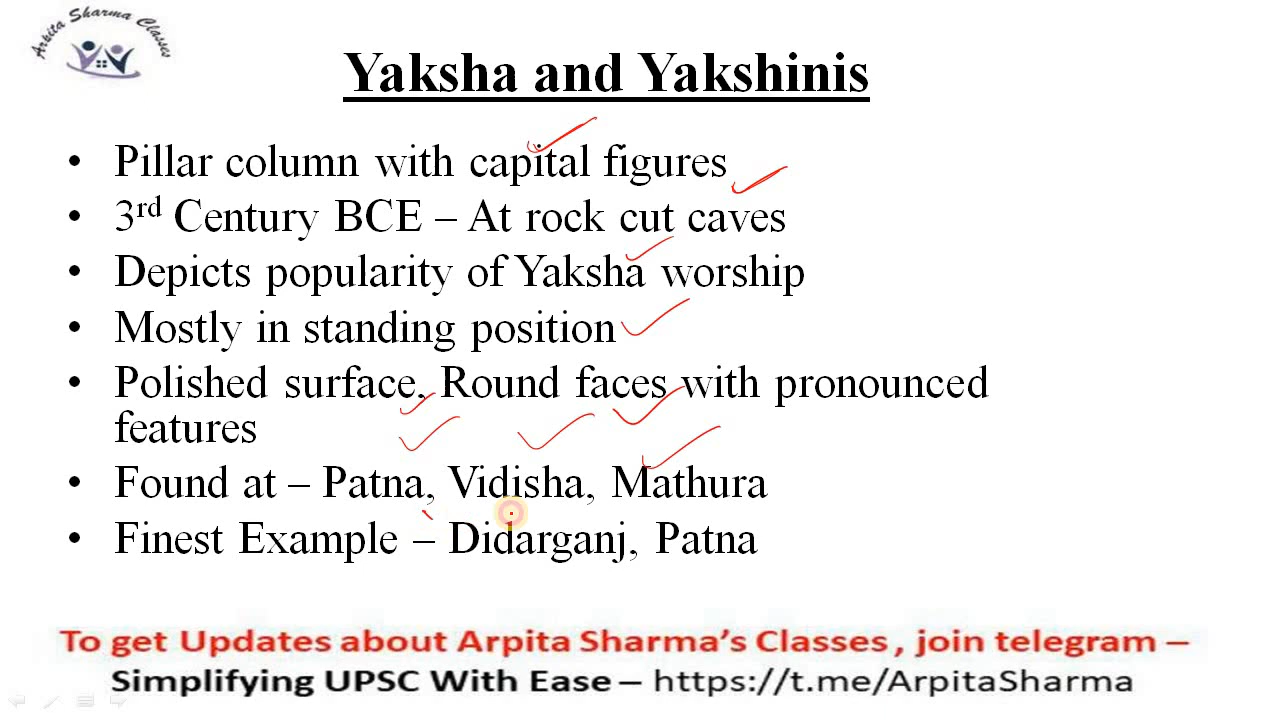 Arpita Sharma Classes
Yaksha and Yakshinis
• Pillar column with capital figures
• 3rd Century BCE – At rock cut caves
• Depicts popularity of Yaksha worship
• Mostly in standing position
• Polished surface, Round faces with pronounced
features
• Found at – Patna, Vidisha, Mathura
• Finest Example – Didarganj, Patna
To get Updates about Arpita Sharma’s Classes , join telegram –
Simplifying UPSC With Ease – https://t.me/ArpitaSharma